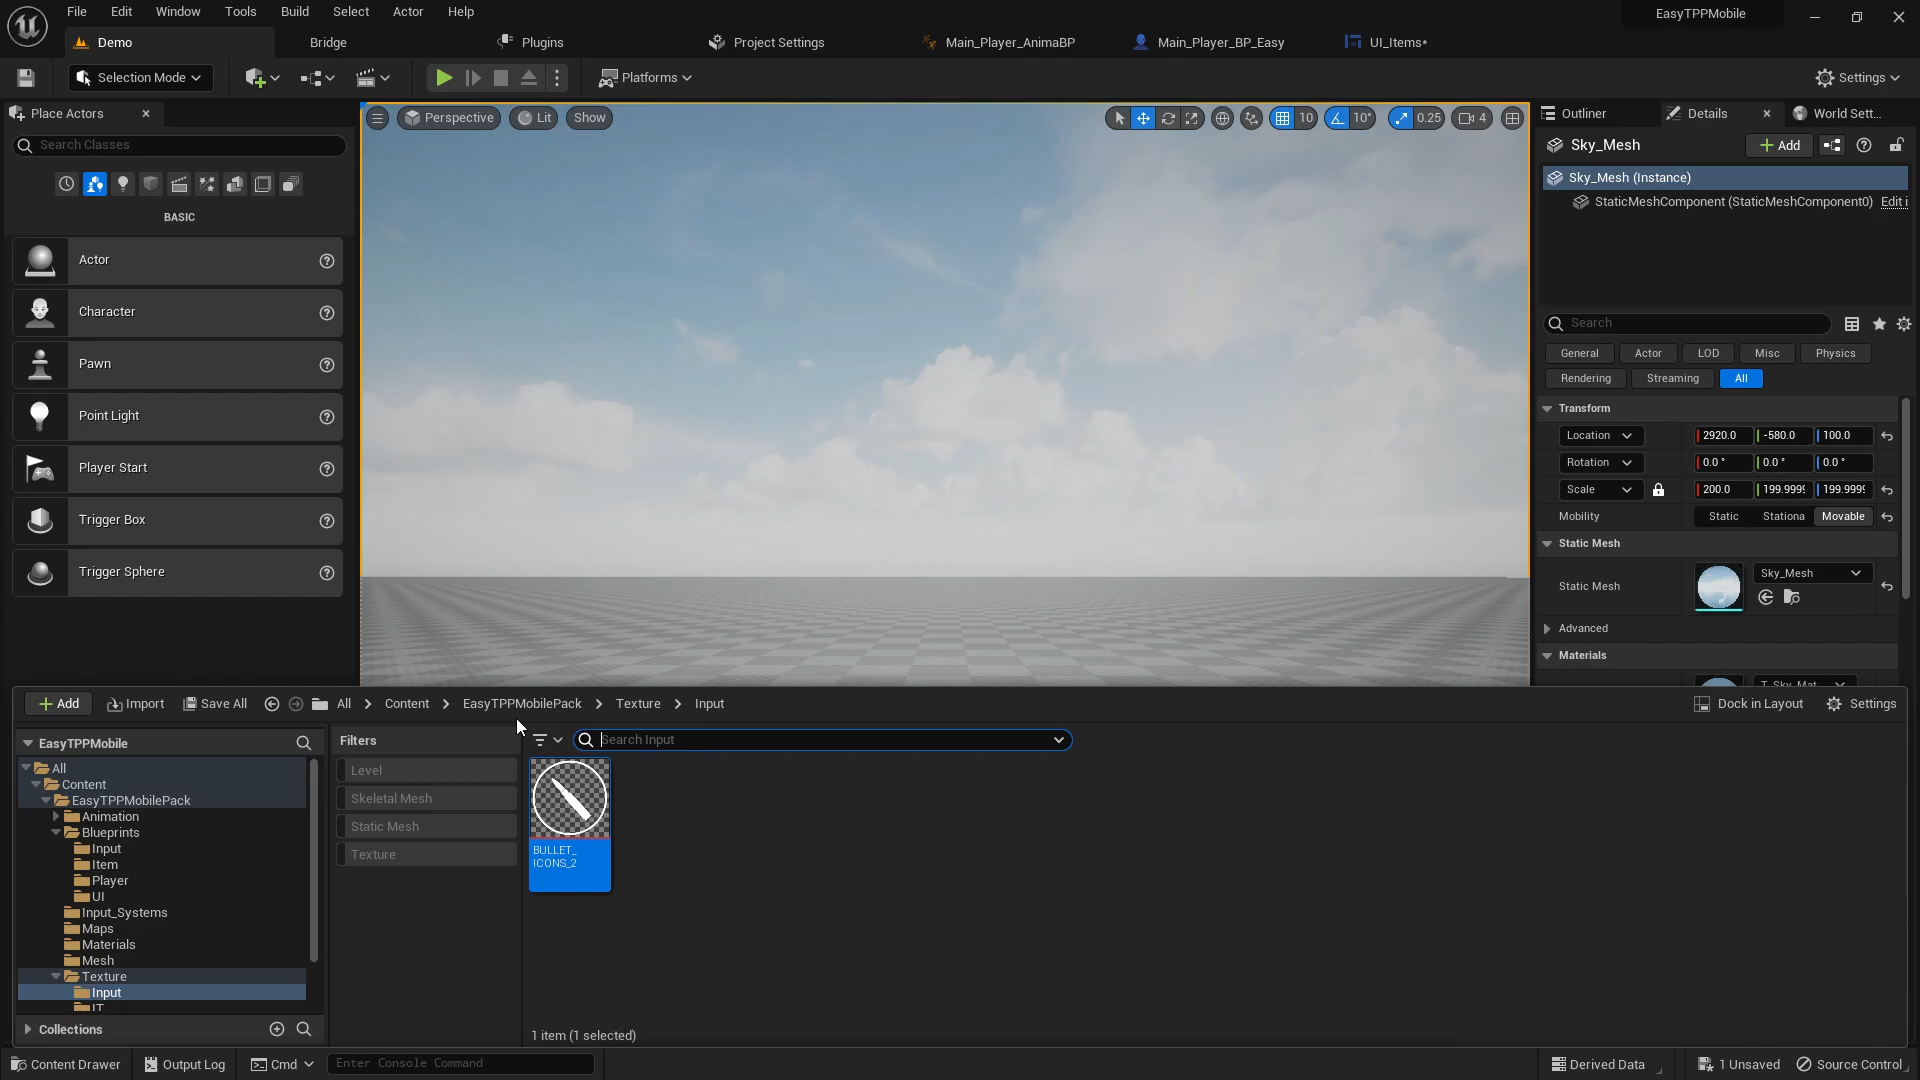 File Edit Window Tools Build Select Actor Help
EasyTPPMobile
Demo
Bridge
Plugins
Project Settings
Main_Player_AnimaBP
Main_Player_BP_Easy
UI_Items*
Selection Mode
Platforms
Settings
Place Actors
Search Classes
BASIC
Actor
Character
Pawn
Point Light
Player Start
Trigger Box
Trigger Sphere
Perspective
Lit
Show
10
10°
0.25
4
Outliner
Details
World Sett...
Sky_Mesh
Add
Sky_Mesh (Instance)
StaticMeshComponent (StaticMeshComponent0)
Edit i
Search
General Actor LOD Misc Physics
Rendering Streaming All
Transform
Location 2920.0 -580.0 100.0
Rotation 0.0 ° 0.0 ° 0.0 °
Scale 200.0 199.9999 199.9999
Mobility Static Stationa Movable
Static Mesh
Static Mesh
Sky_Mesh
Advanced
Materials
Add
Import
Save All
All
Content
EasyTPPMobilePack
Texture
Input
Dock in Layout
Settings
EasyTPPMobile
All
Content
EasyTPPMobilePack
Animation
Blueprints
Input
Item
Player
UI
Input_Systems
Maps
Materials
Mesh
Texture
Input
IT
Collections
Filters
Level
Skeletal Mesh
Static Mesh
Texture
Search Input
BULLET_
ICONS_2
1 item (1 selected)
Content Drawer
Output Log
Cmd
Enter Console Command
Derived Data
1 Unsaved
Source Control